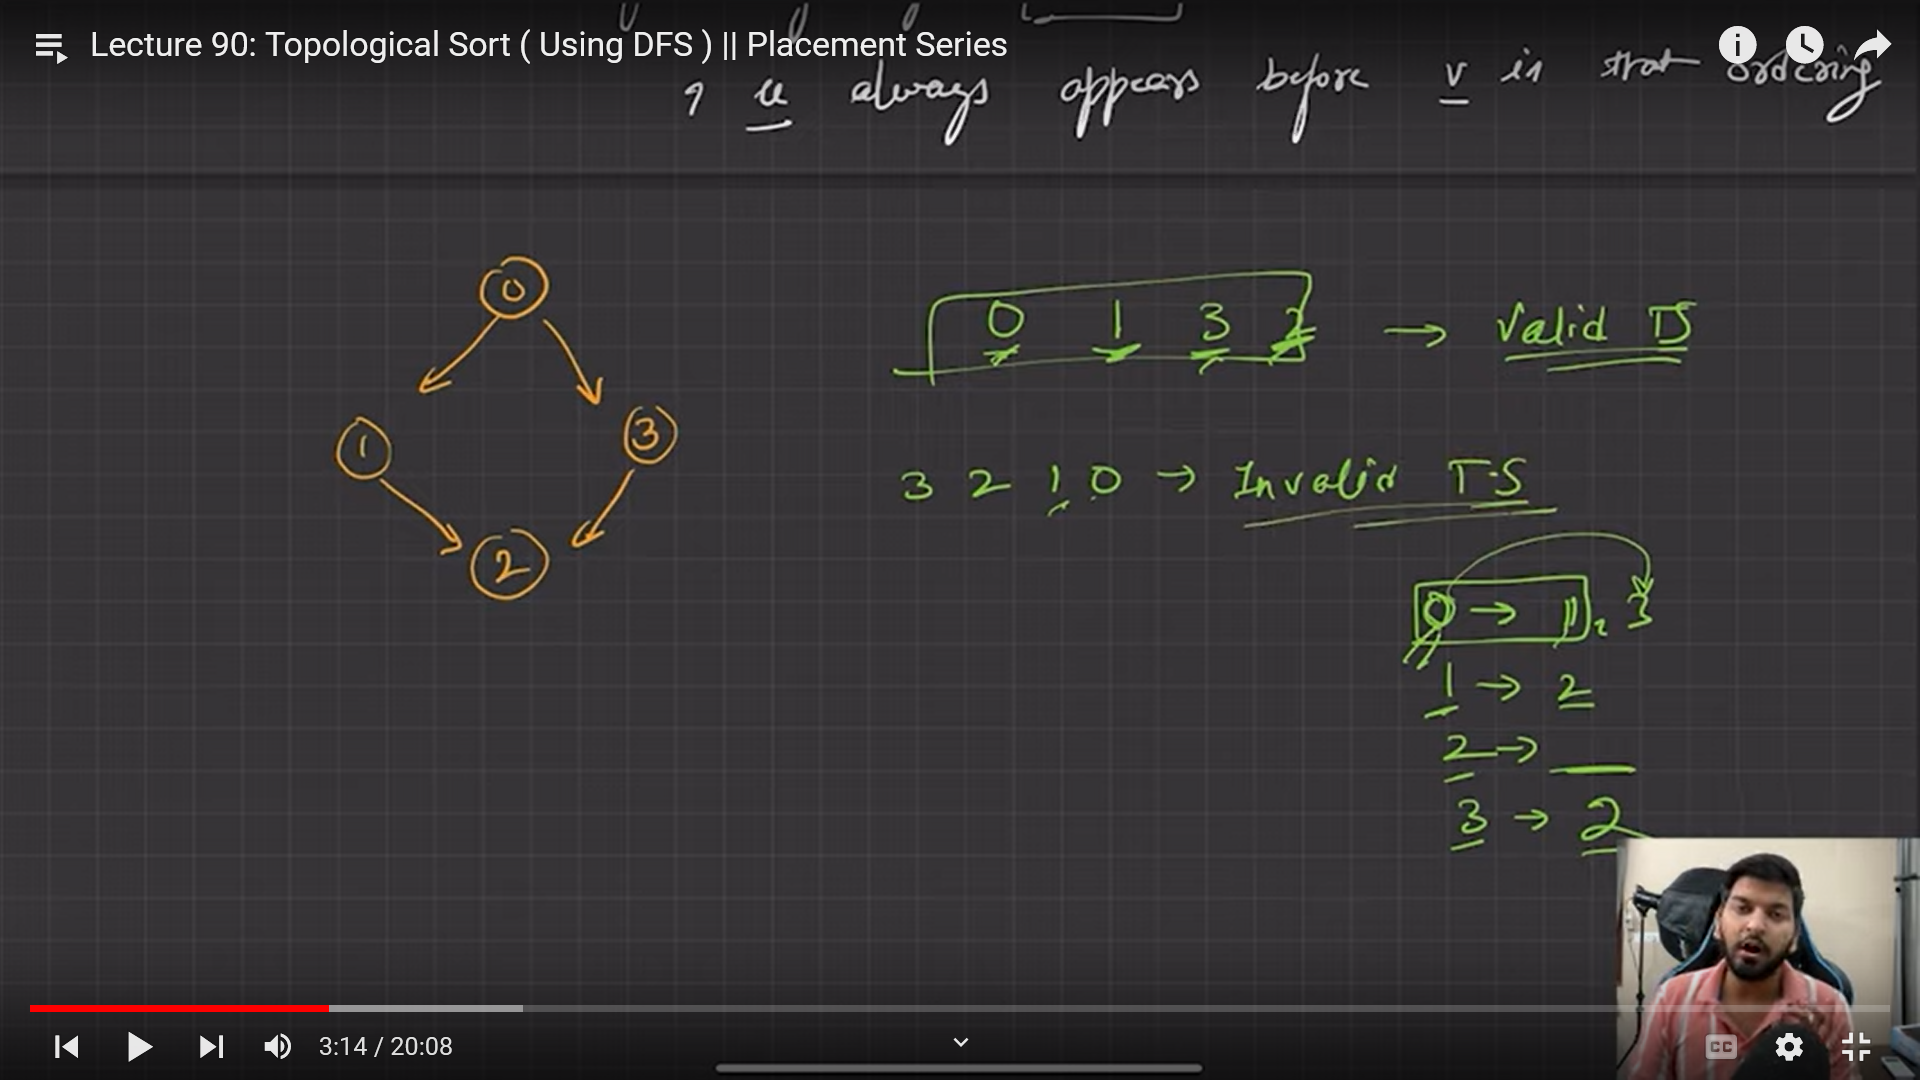 Lecture 90: Topological Sort ( Using DFS ) || Placement Series
, u always appears before v in that ordering
0
0 1 3 2 → Valid TS
1
3
3 2 1 0 → Invalid T.S
2
0 → 1, 3
1 → 2
2 →
3 → 2
3:14 / 20:08
CC